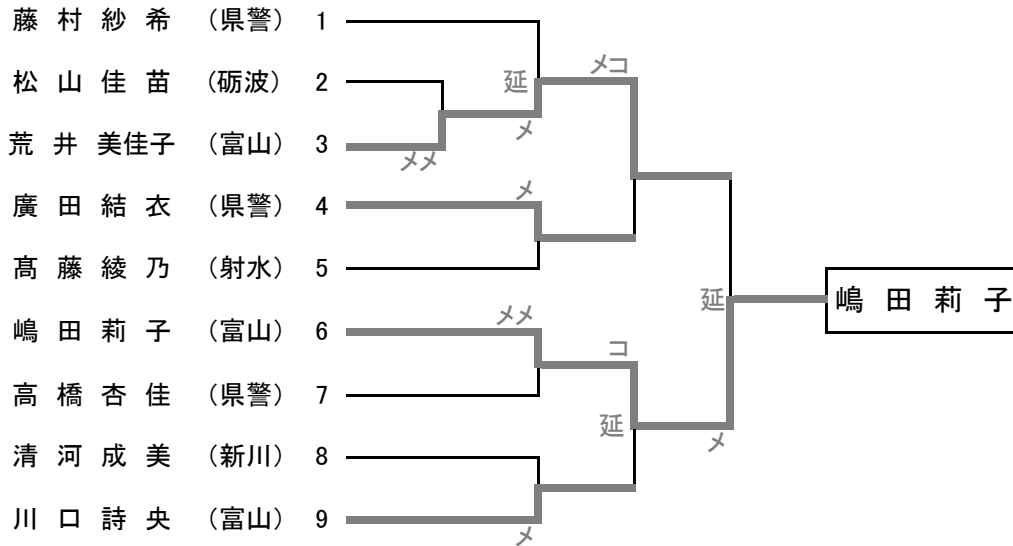 藤村紗希 (県警) 1
メコ
松山佳苗 (砺波) 2
延
メ
荒井美佳子 (富山) 3
メメ
廣田結衣 (県警) 4
メ
髙藤綾乃 (射水) 5
延
嶋田莉子
嶋田莉子 (富山) 6
メメ
コ
高橋杏佳 (県警) 7
延
メ
清河成美 (新川) 8
川口詩央 (富山) 9
メ